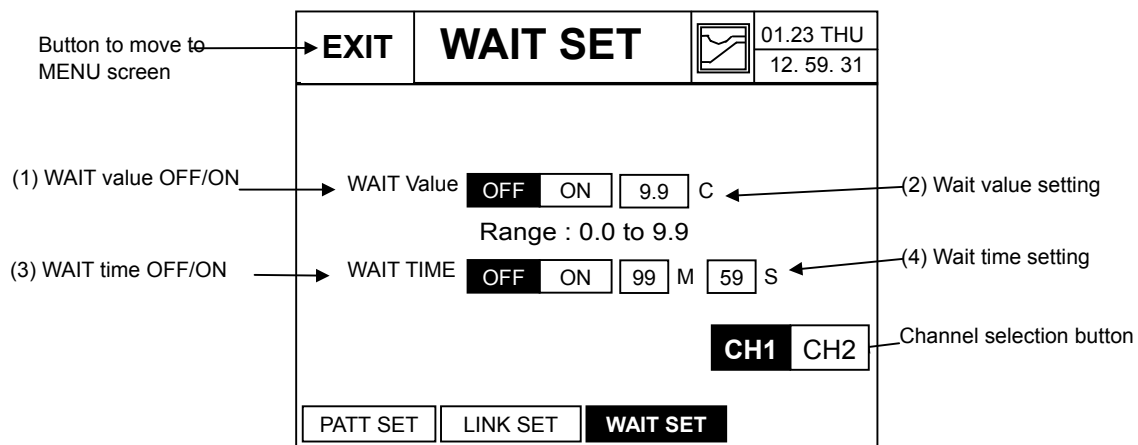 Button to move to
MENU screen
EXIT WAIT SET 01.23 THU
12. 59. 31
(1) WAIT value OFF/ON WAIT Value OFF ON 9.9 C (2) Wait value setting
Range : 0.0 to 9.9
(3) WAIT time OFF/ON WAIT TIME OFF ON 99 M 59 S (4) Wait time setting
CH1 CH2 Channel selection button
PATT SET LINK SET WAIT SET